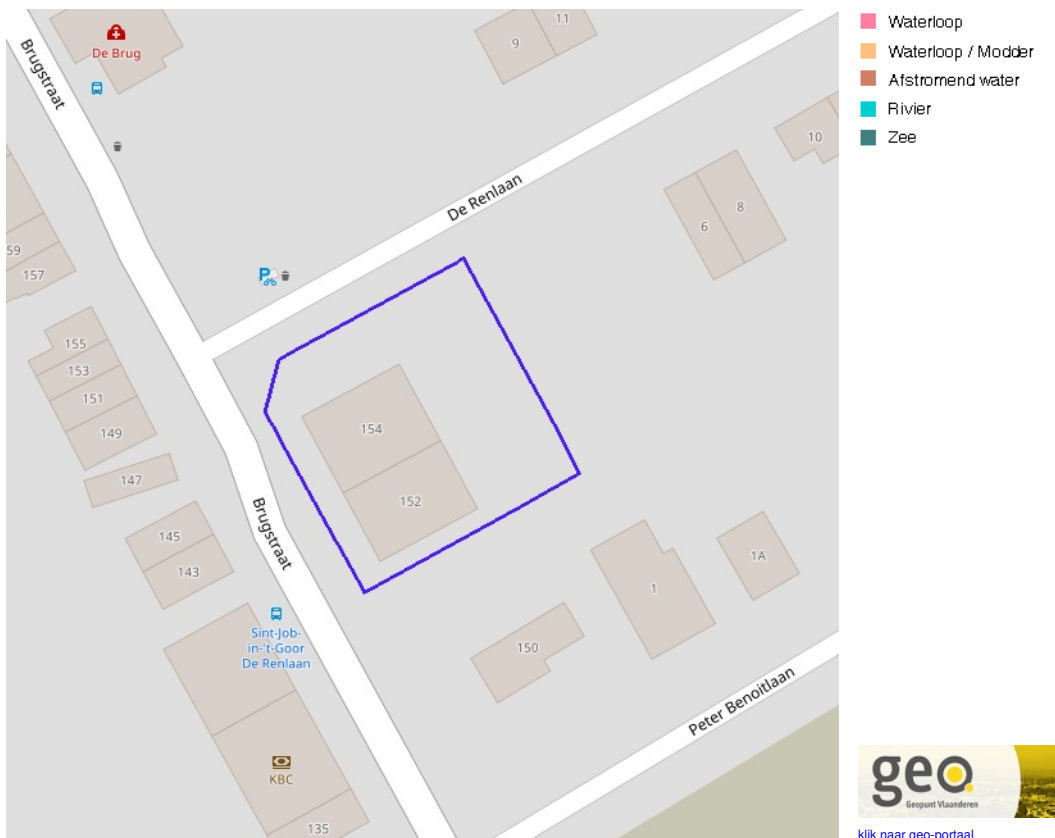 De Brug
Brugstraat
9
11
10
De Renlaan
6
8
59
157
P
155
153
151
149
147
145
143
154
152
Brugstraat
Sint-Job-
in-'t-Goor
De Renlaan
150
1
1A
Peter Benoitlaan
KBC
135
Waterloop
Waterloop / Modder
Afstromend water
Rivier
Zee
geo.
Geopunt Vlaanderen
klik naar geo-portaal